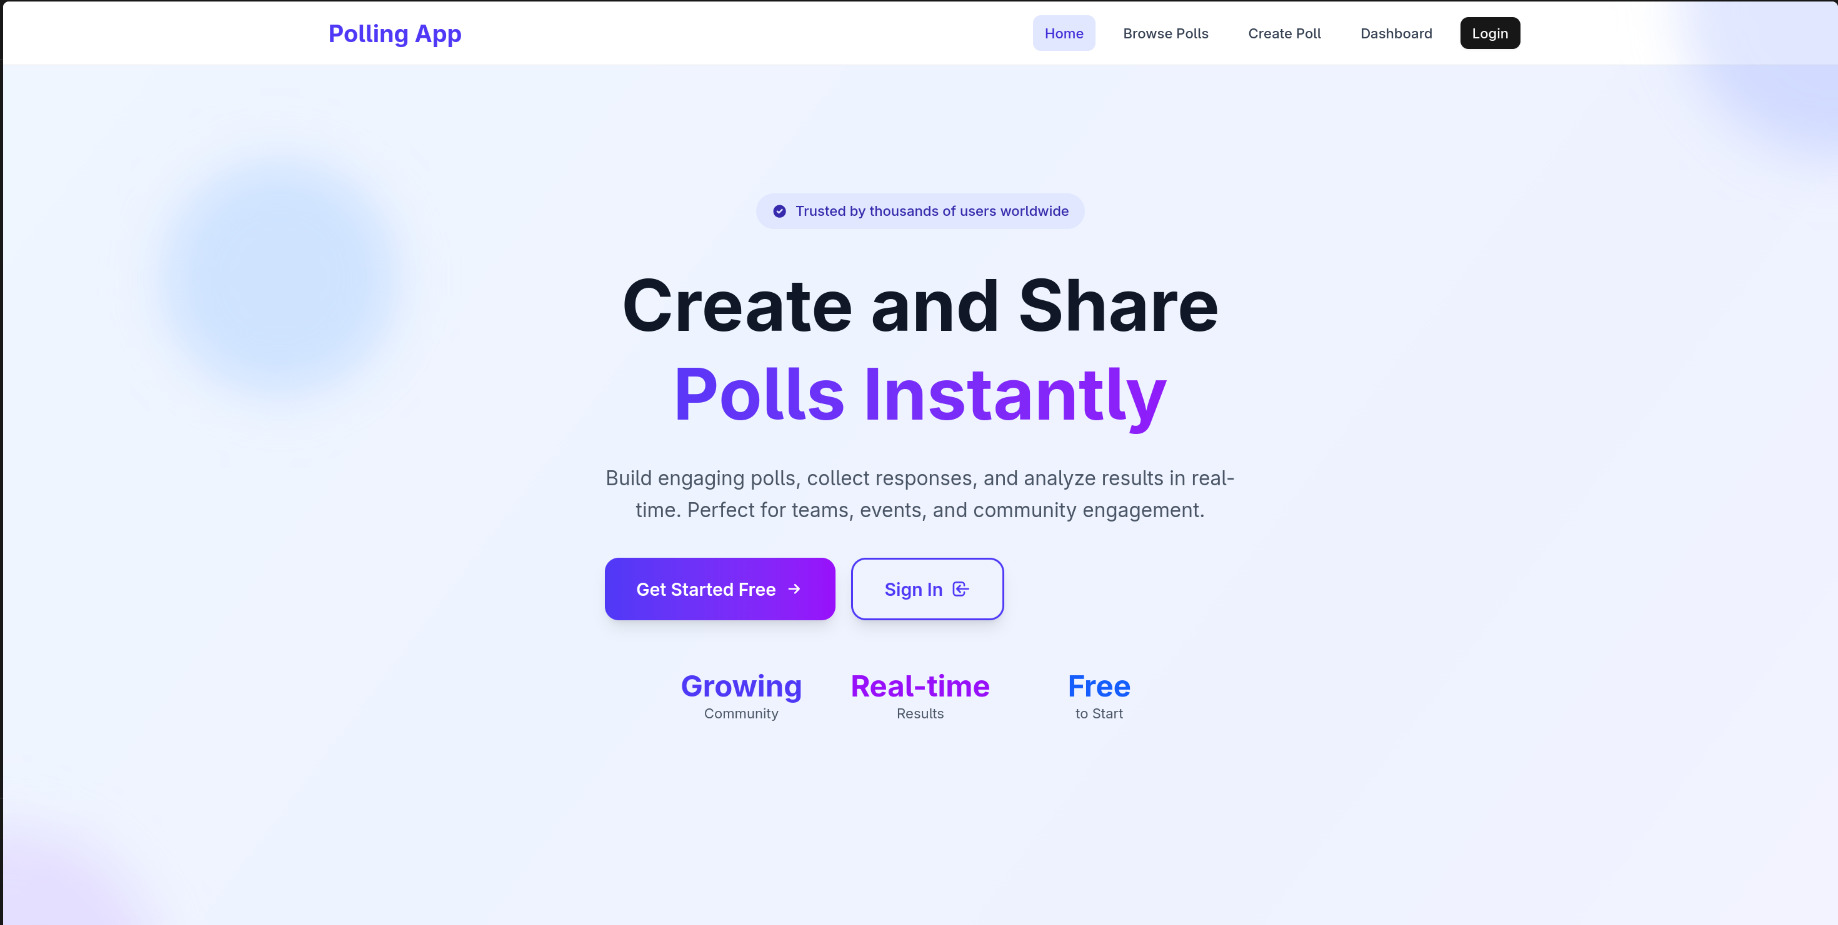 Polling App
Home Browse Polls Create Poll Dashboard Login
Trusted by thousands of users worldwide
Create and Share
Polls Instantly
Build engaging polls, collect responses, and analyze results in real-
time. Perfect for teams, events, and community engagement.
Get Started Free
Sign In
Growing Real-time Free
Community Results to Start